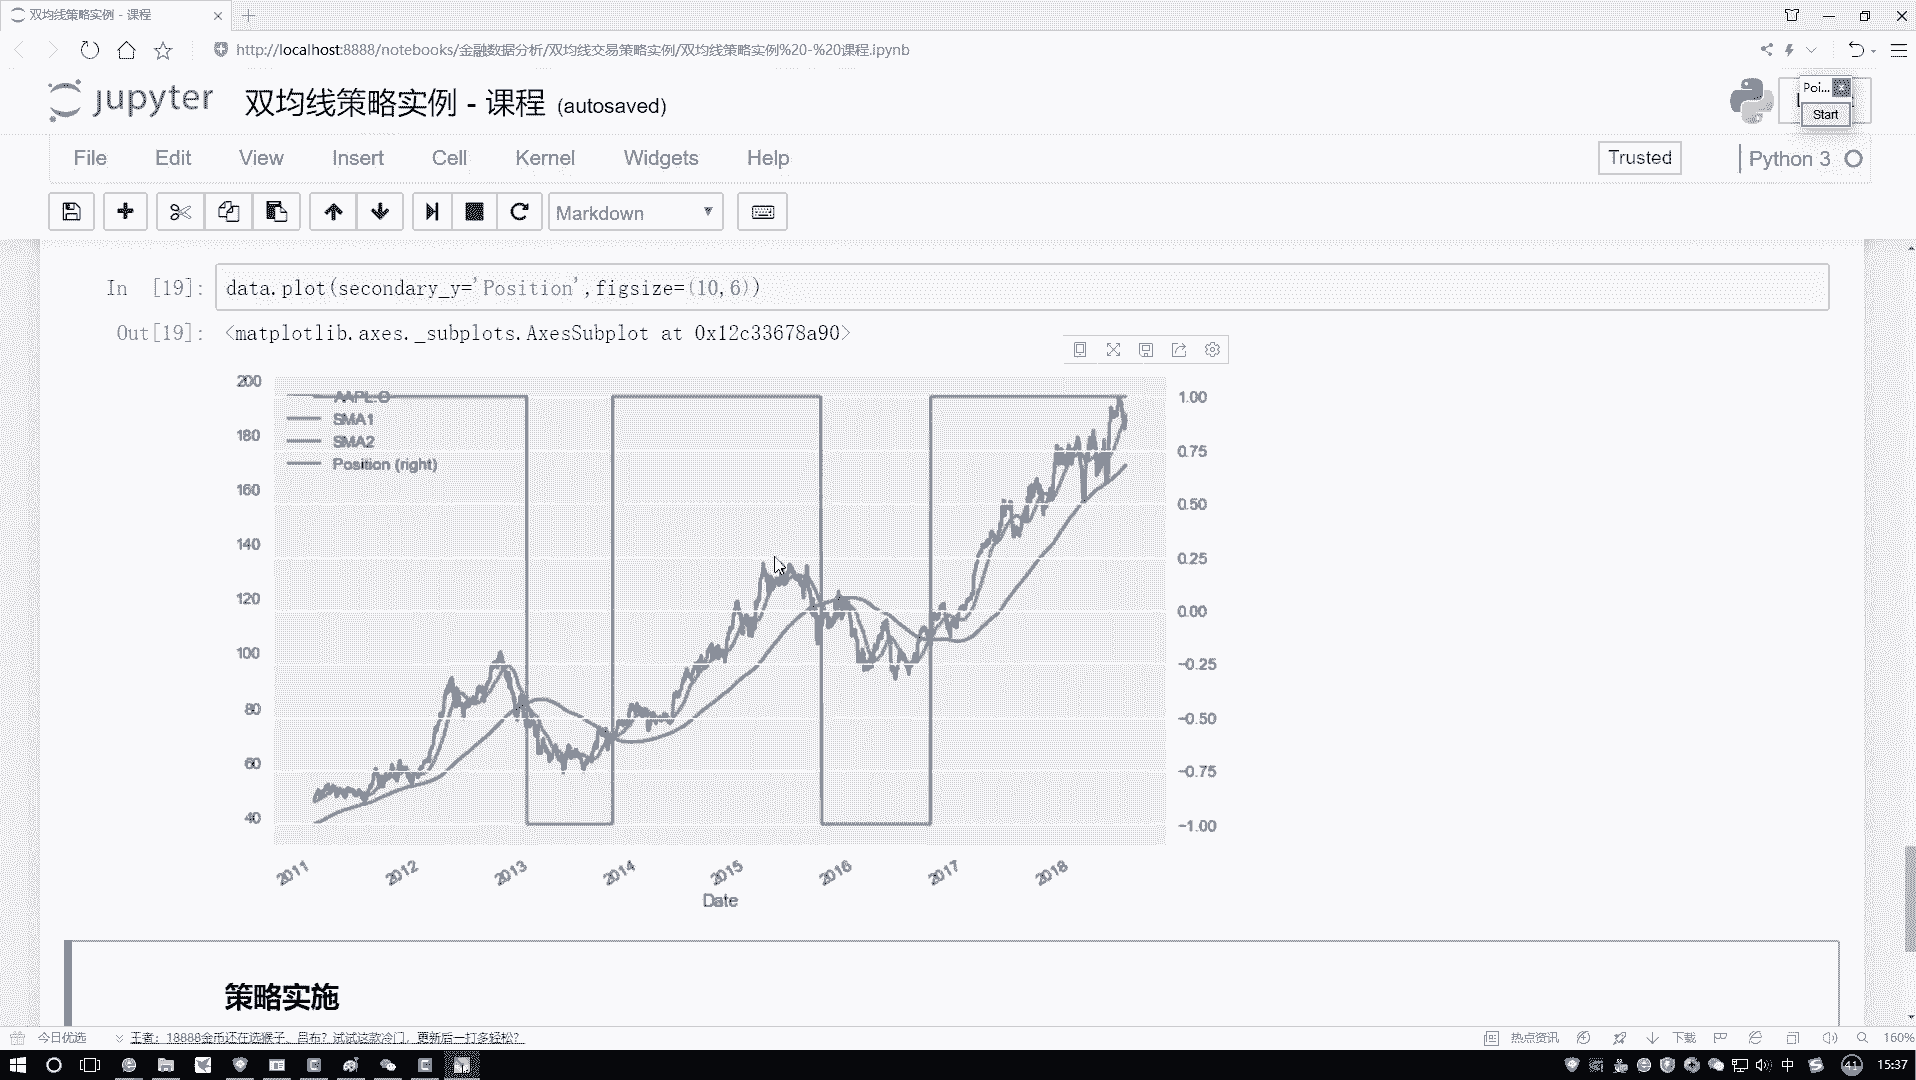 双均线策略实例 - 课程
http://localhost:8888/notebooks/金融数据分析/双均线交易策略实例/双均线策略实例%20-%20课程.ipynb
jupyter 双均线策略实例 - 课程 (autosaved)
Poi...
Start
File Edit View Insert Cell Kernel Widgets Help
Trusted
Python 3
Markdown
In [19]: data.plot(secondary_y='Position',figsize=(10,6))
Out[19]: <matplotlib.axes._subplots.AxesSubplot at 0x12c33678a90>
AAPL.O
SMA1
SMA2
Position (right)
200
180
160
140
120
100
80
60
40
1.00
0.75
0.50
0.25
0.00
−0.25
−0.50
−0.75
−1.00
2011 2012 2013 2014 2015 2016 2017 2018
Date
策略实施
今日优选
王者：18888金币还在选猴子、吕布？试试这款冷门，更新后一打多轻松？
热点资讯
下载
160%
中
41
15:37